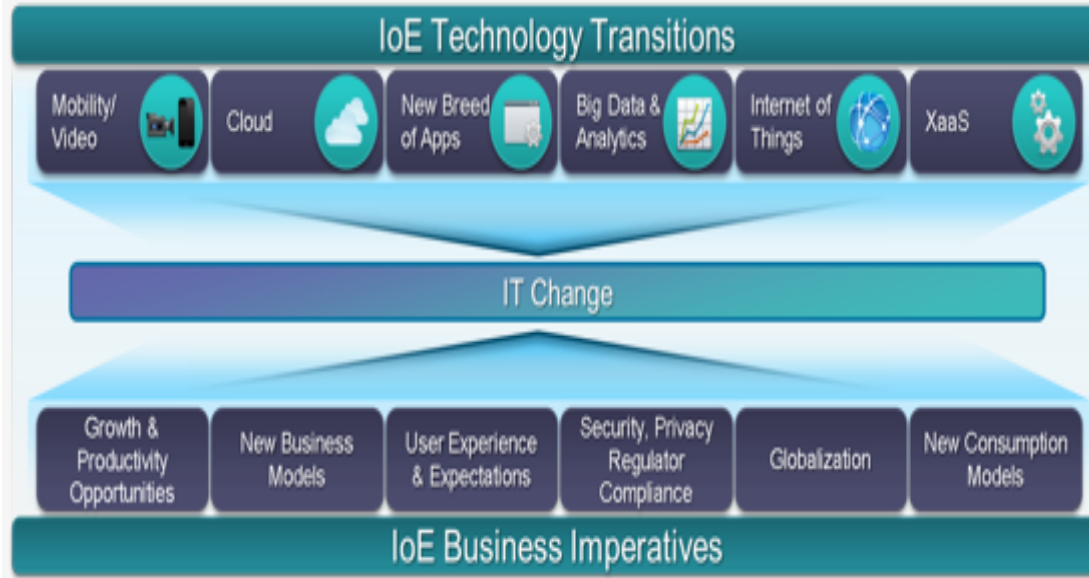 IoE Technology Transitions
Mobility/
Video
Cloud
New Breed
of Apps
Big Data &
Analytics
Internet of
Things
XaaS
IT Change
Growth &
Productivity
Opportunities
New Business
Models
User Experience
& Expectations
Security, Privacy
Regulator
Compliance
Globalization
New Consumption
Models
IoE Business Imperatives